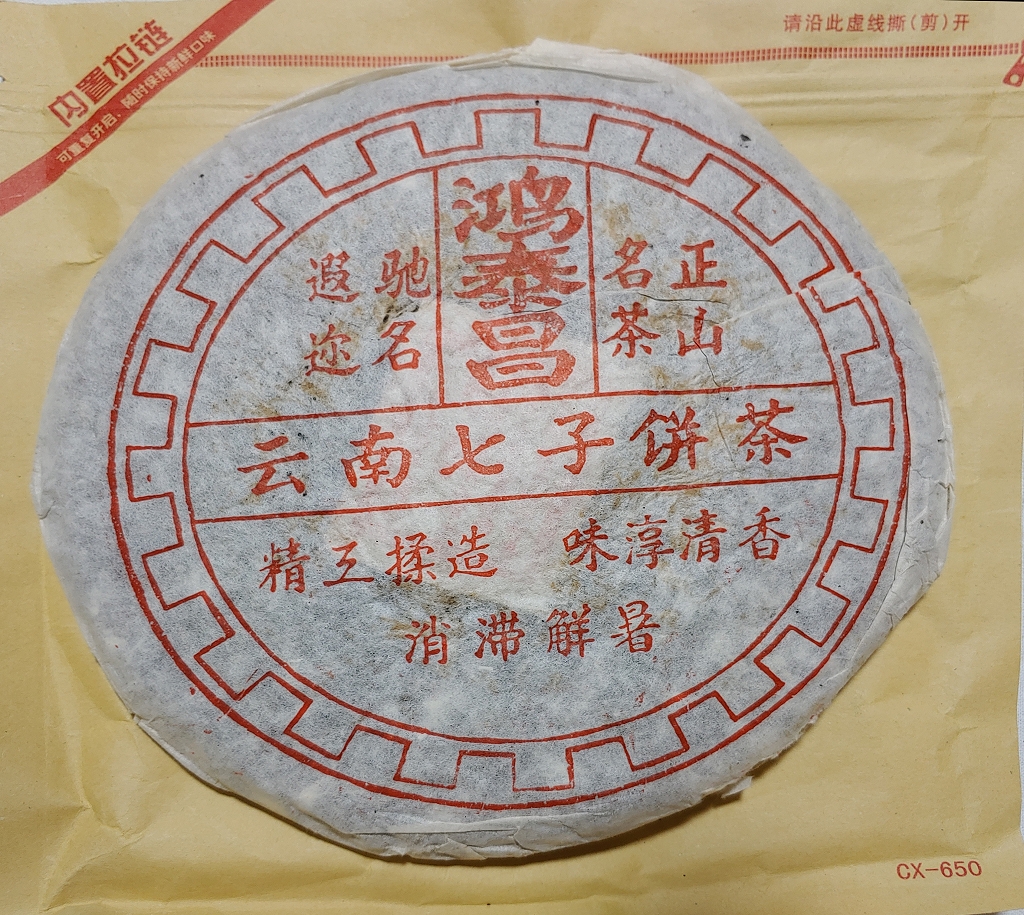 请沿此虚线撕(剪)开
内置拉链
可重复开启、随时保持新鲜口味
鸿泰昌
正山
名茶
驰名
遐迩
云南七子饼茶
精工揉造 味淳清香
消滞解暑
CX-650